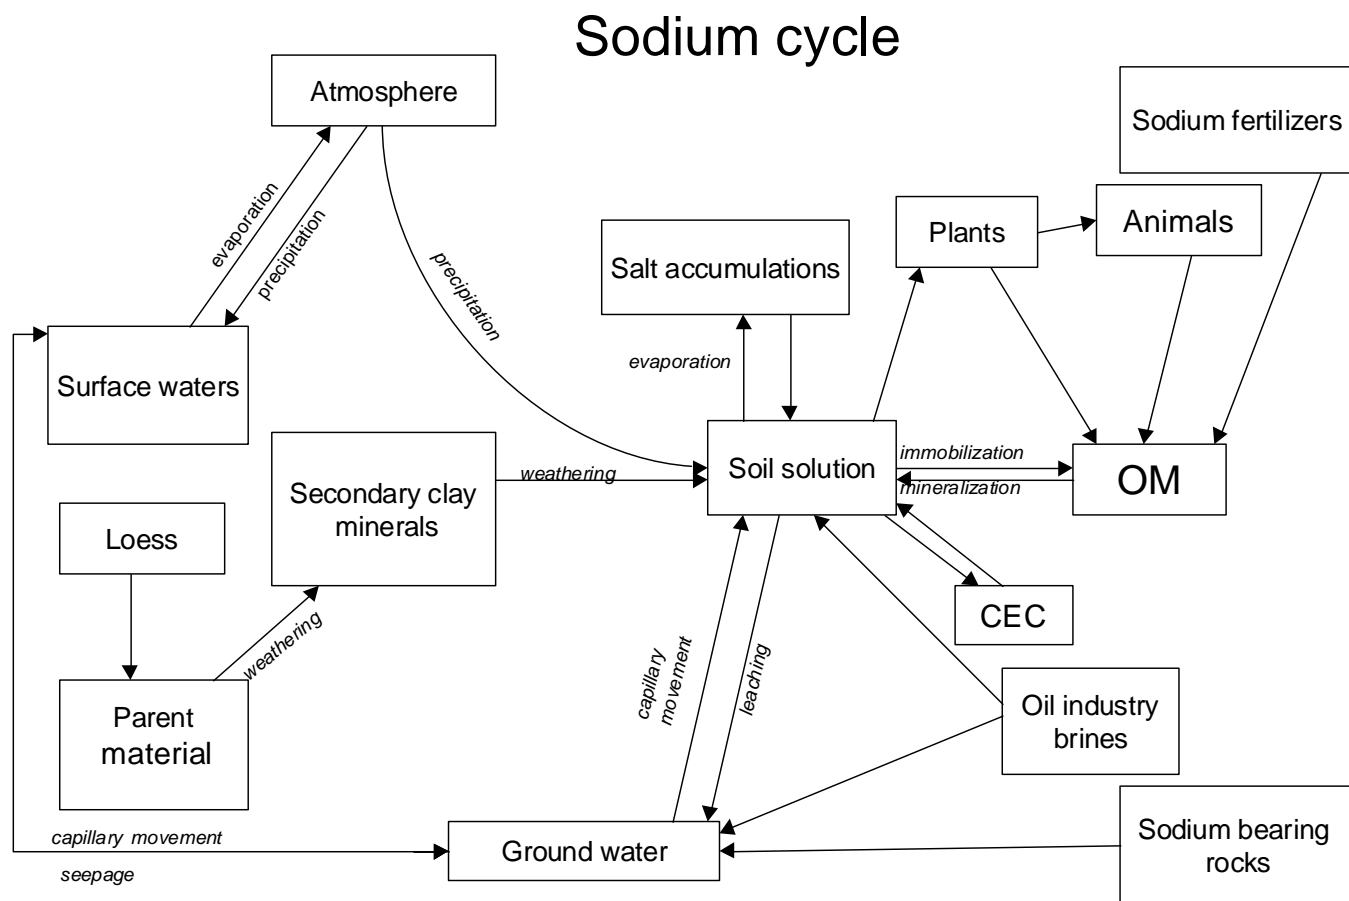 Sodium cycle
Atmosphere
Sodium fertilizers
evaporation
precipitation
precipitation
Plants
Animals
Salt accumulations
evaporation
Surface waters
Soil solution
immobilization
mineralization
OM
Secondary clay
minerals
weathering
Loess
weathering
CEC
Parent
material
capillary
movement
leaching
Oil industry
brines
capillary movement
seepage
Ground water
Sodium bearing
rocks